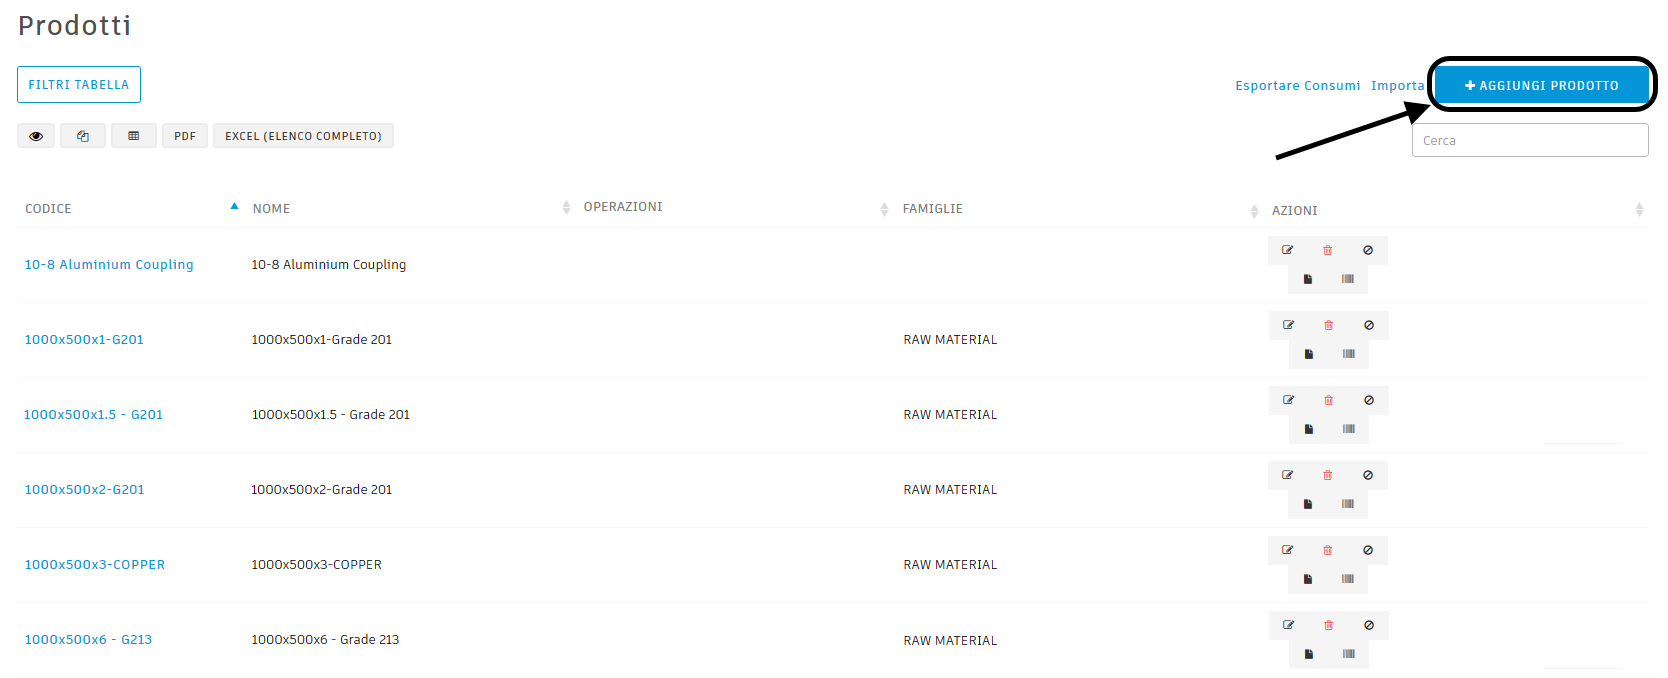 Prodotti
FILTRI TABELLA
Esportare Consumi Importa AGGIUNGI PRODOTTO
PDF EXCEL (ELENCO COMPLETO)
Cerca
CODICE NOME OPERAZIONI FAMIGLIE AZIONI
10-8 Aluminium Coupling 10-8 Aluminium Coupling
1000x500x1-G201 1000x500x1-Grade 201 RAW MATERIAL
1000x500x1.5 - G201 1000x500x1.5 - Grade 201 RAW MATERIAL
1000x500x2-G201 1000x500x2-Grade 201 RAW MATERIAL
1000x500x3-COPPER 1000x500x3-COPPER RAW MATERIAL
1000x500x6 - G213 1000x500x6 - Grade 213 RAW MATERIAL